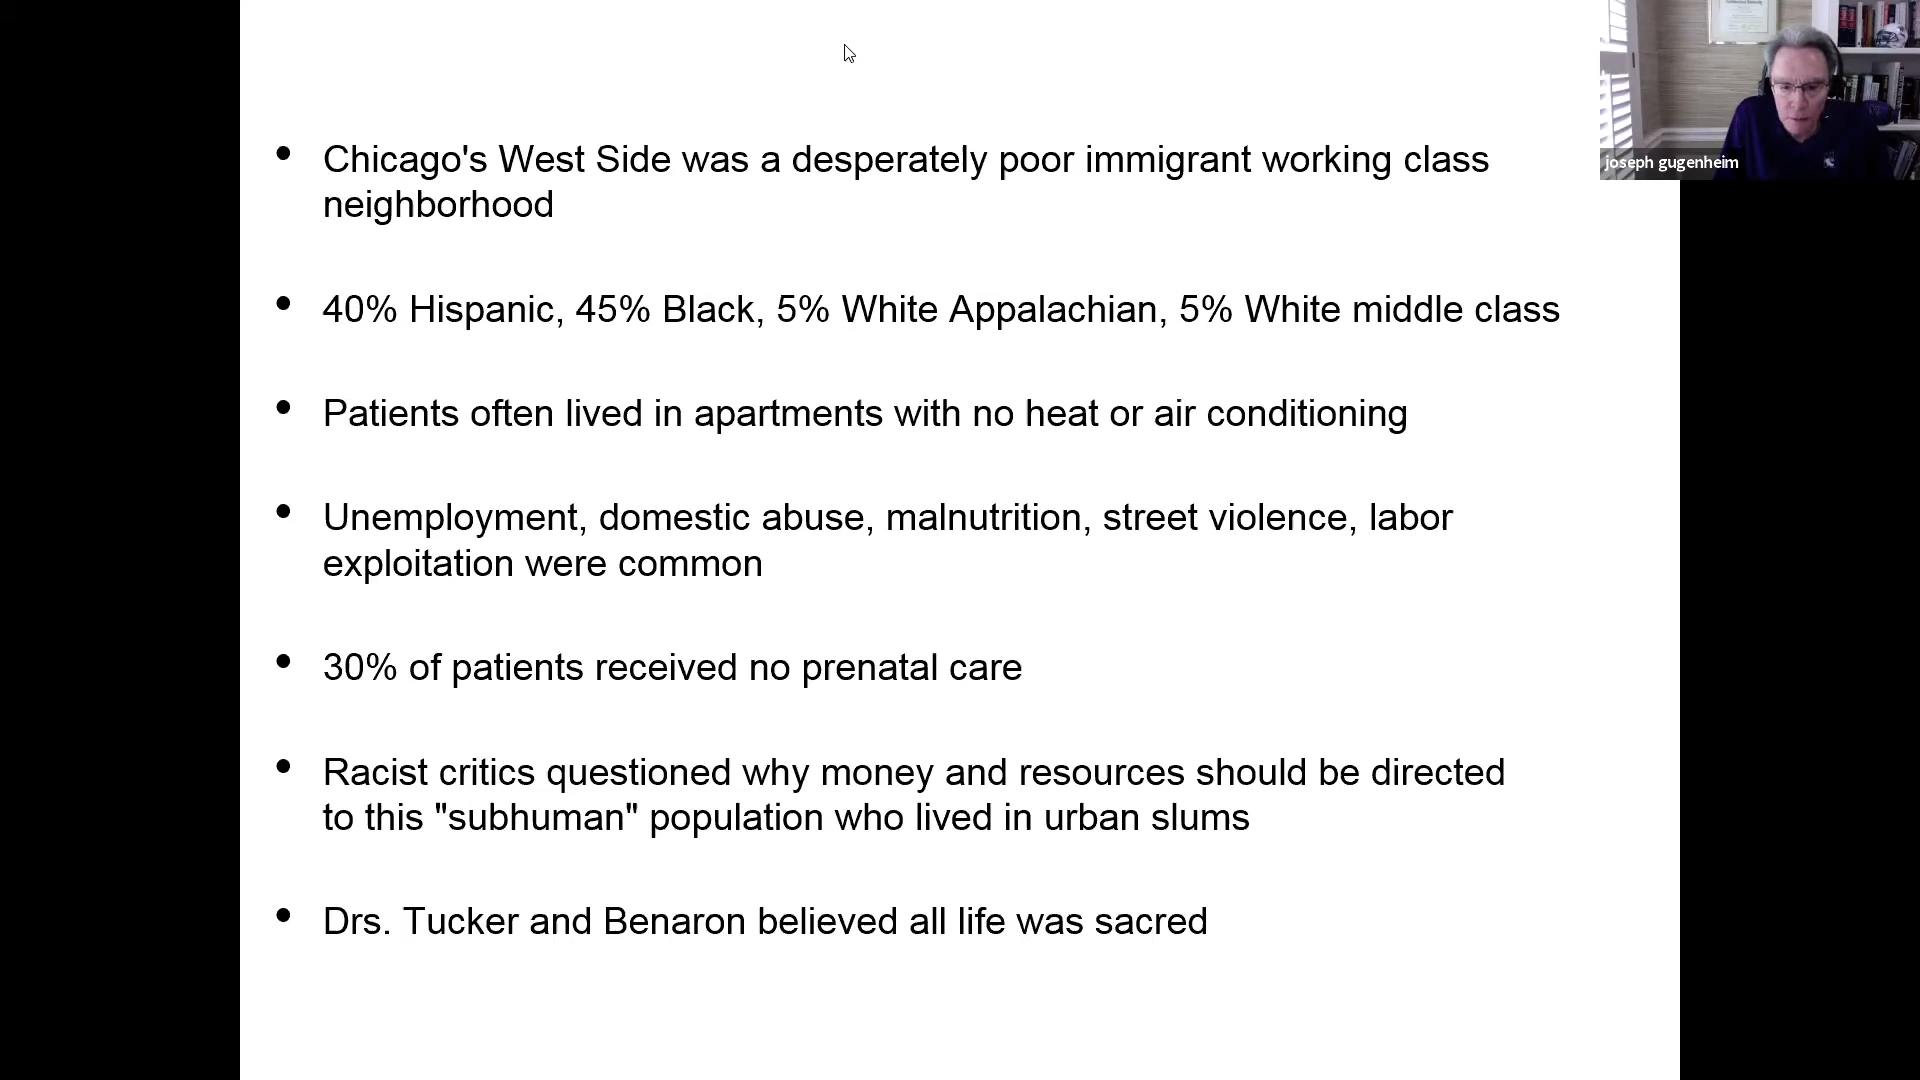 • Chicago's West Side was a desperately poor immigrant working class
neighborhood
• 40% Hispanic, 45% Black, 5% White Appalachian, 5% White middle class
• Patients often lived in apartments with no heat or air conditioning
• Unemployment, domestic abuse, malnutrition, street violence, labor
exploitation were common
• 30% of patients received no prenatal care
• Racist critics questioned why money and resources should be directed
to this "subhuman" population who lived in urban slums
• Drs. Tucker and Benaron believed all life was sacred
joseph gugenheim